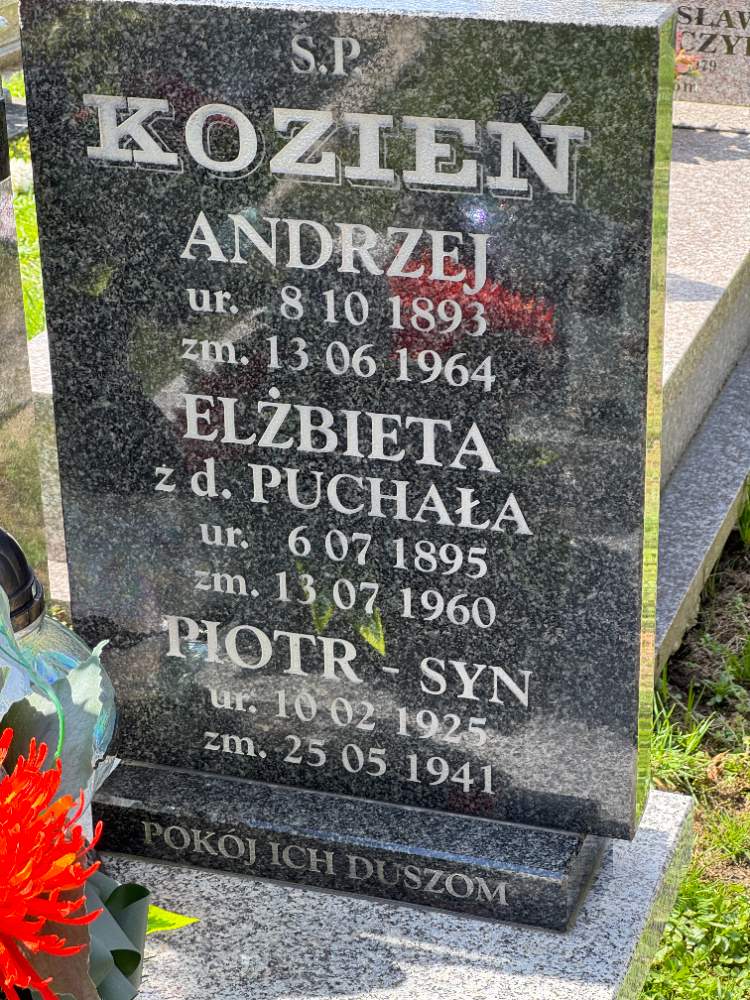 Ś.P.
KOZIEŃ
ANDRZEJ
ur. 8 10 1893
zm. 13 06 1964
ELŻBIETA
z d. PUCHAŁA
ur. 6 07 1895
zm. 13 07 1960
PIOTR - SYN
ur. 10 02 1925
zm. 25 05 1941
POKÓJ ICH DUSZOM